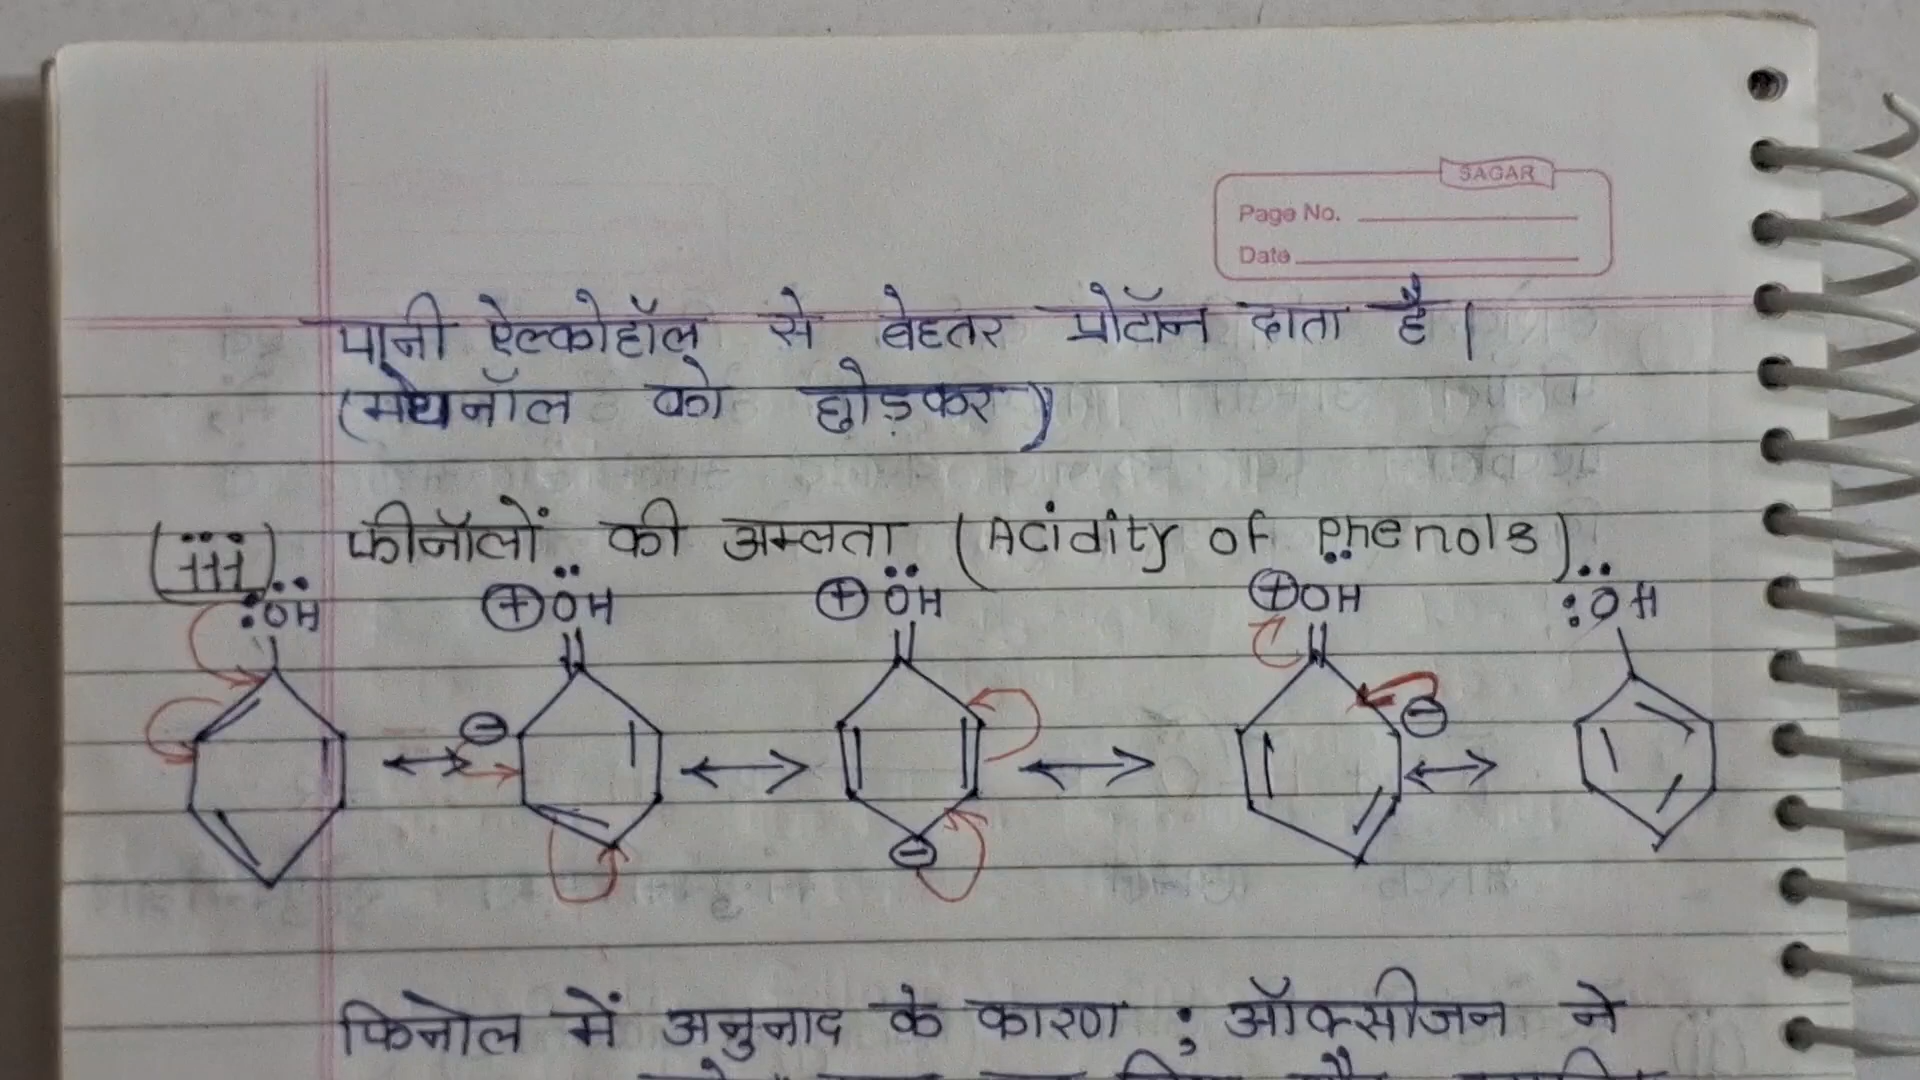 SAGAR
Page No.
Date
पानी ऐल्कोहॉल से बेहतर प्रोटॉन दाता है।
(मेथनॉल को छोड़कर)
(iii) फीनॉलों की अम्लता (Acidity of phenols)
:ÖH ⊕ ÖH ⊕ ÖH ⊕ ÖH :ÖH
⊖ ↔ ↔ ⊖ ↔ ⊖ ↔
फिनोल में अनुनाद के कारण : ऑक्सीजन ने